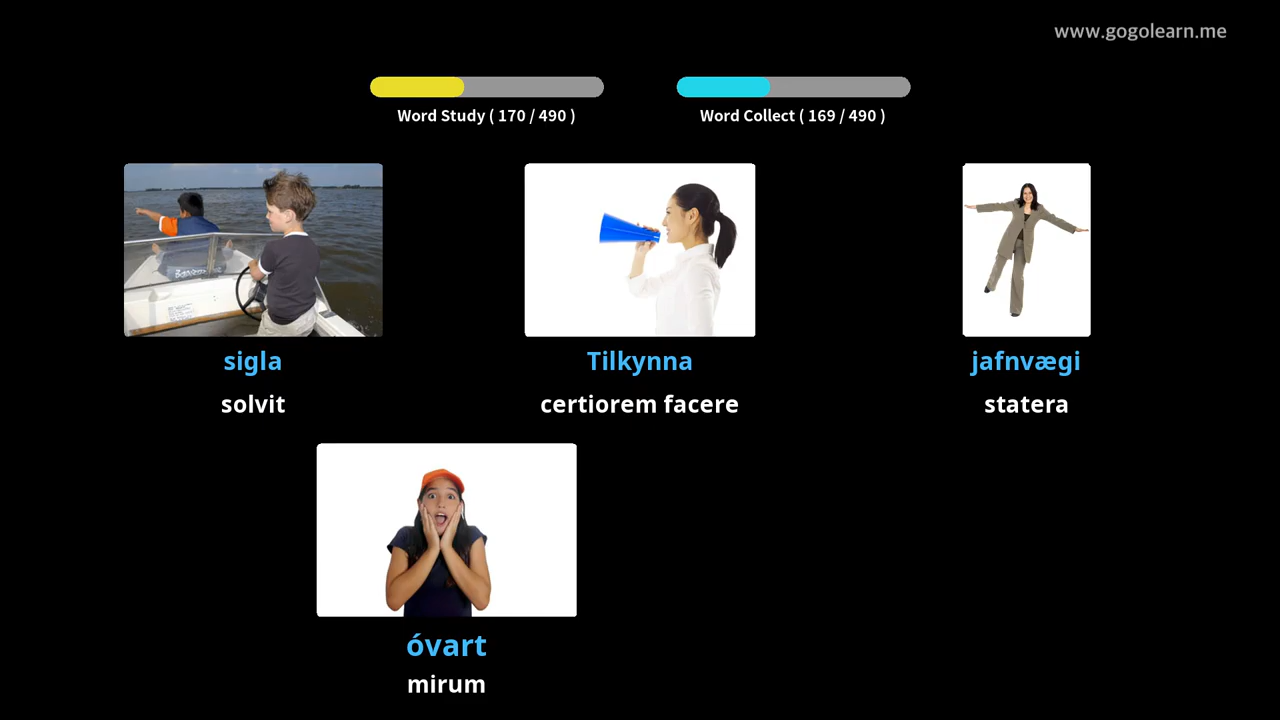 www.gogolearn.me
Word Study ( 170 / 490 )
Word Collect ( 169 / 490 )
sigla
Tilkynna
jafnvægi
solvit
certiorem facere
statera
óvart
mirum